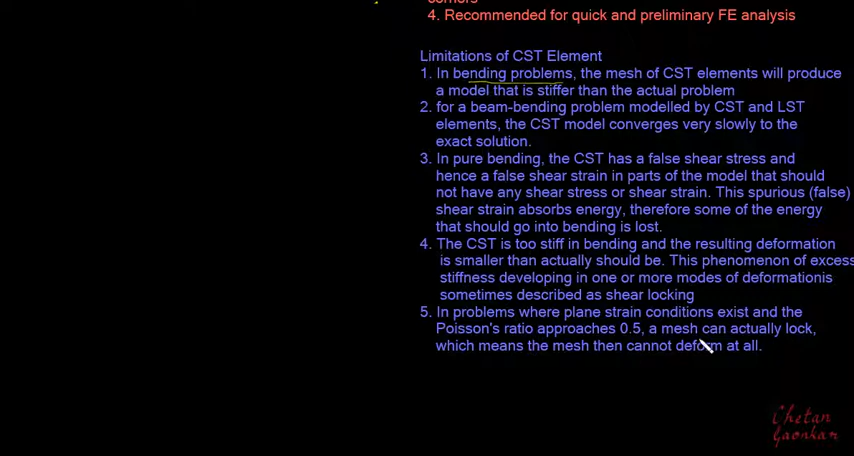 corners
4. Recommended for quick and preliminary FE analysis
Limitations of CST Element
1. In bending problems, the mesh of CST elements will produce
a model that is stiffer than the actual problem
2. for a beam-bending problem modelled by CST and LST
elements, the CST model converges very slowly to the
exact solution.
3. In pure bending, the CST has a false shear stress and
hence a false shear strain in parts of the model that should
not have any shear stress or shear strain. This spurious (false)
shear strain absorbs energy, therefore some of the energy
that should go into bending is lost.
4. The CST is too stiff in bending and the resulting deformation
is smaller than actually should be. This phenomenon of excess
stiffness developing in one or more modes of deformationis
sometimes described as shear locking
5. In problems where plane strain conditions exist and the
Poisson's ratio approaches 0.5, a mesh can actually lock,
which means the mesh then cannot deform at all.
Chetan
Gaonkar